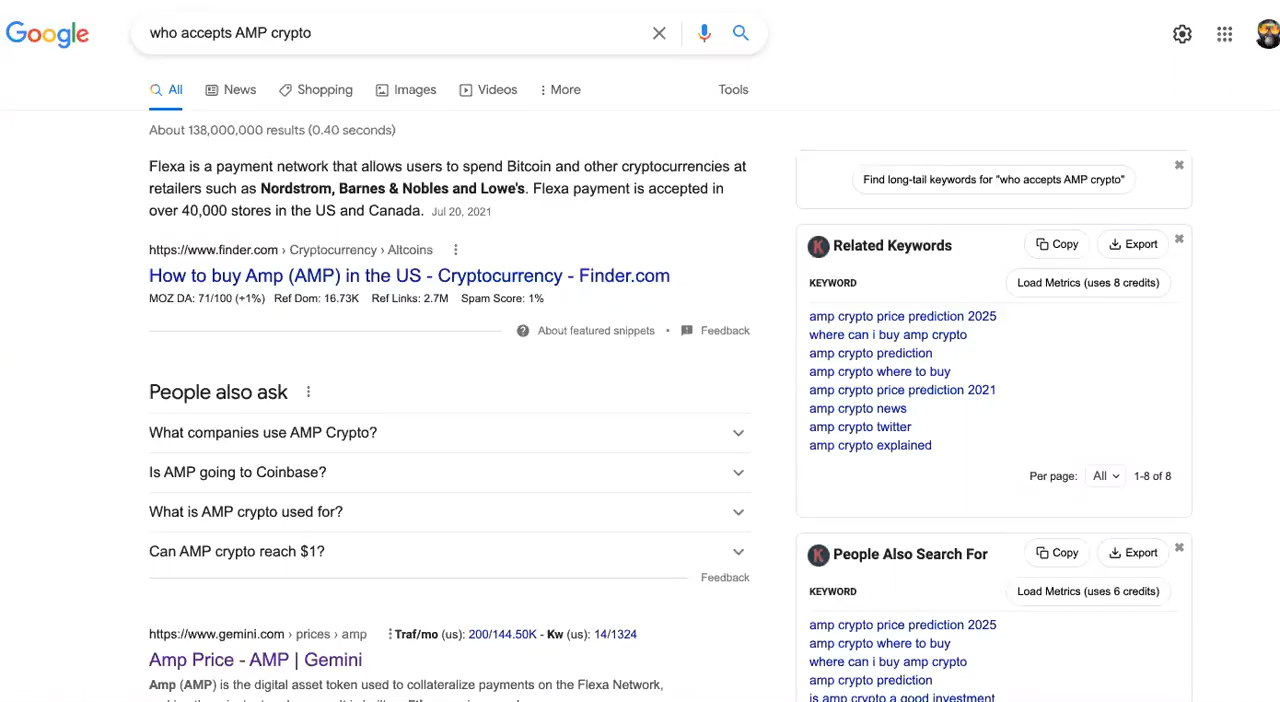 Google
who accepts AMP crypto
All
News
Shopping
Images
Videos
More
Tools
About 138,000,000 results (0.40 seconds)
Flexa is a payment network that allows users to spend Bitcoin and other cryptocurrencies at
retailers such as Nordstrom, Barnes & Nobles and Lowe's. Flexa payment is accepted in
over 40,000 stores in the US and Canada. Jul 20, 2021
https://www.finder.com › Cryptocurrency › Altcoins
How to buy Amp (AMP) in the US - Cryptocurrency - Finder.com
MOZ DA: 71/100 (+1%) Ref Dom: 16.73K Ref Links: 2.7M Spam Score: 1%
About featured snippets • Feedback
People also ask
What companies use AMP Crypto?
Is AMP going to Coinbase?
What is AMP crypto used for?
Can AMP crypto reach $1?
Feedback
https://www.gemini.com › prices › amp
Traf/mo (us): 200/144.50K - Kw (us): 14/1324
Amp Price - AMP | Gemini
Amp (AMP) is the digital asset token used to collateralize payments on the Flexa Network,
Find long-tail keywords for "who accepts AMP crypto"
K Related Keywords
Copy
Export
KEYWORD
Load Metrics (uses 8 credits)
amp crypto price prediction 2025
where can i buy amp crypto
amp crypto prediction
amp crypto where to buy
amp crypto price prediction 2021
amp crypto news
amp crypto twitter
amp crypto explained
Per page: All 1-8 of 8
K People Also Search For
Copy
Export
KEYWORD
Load Metrics (uses 6 credits)
amp crypto price prediction 2025
amp crypto where to buy
where can i buy amp crypto
amp crypto prediction
is amp crypto a good investment